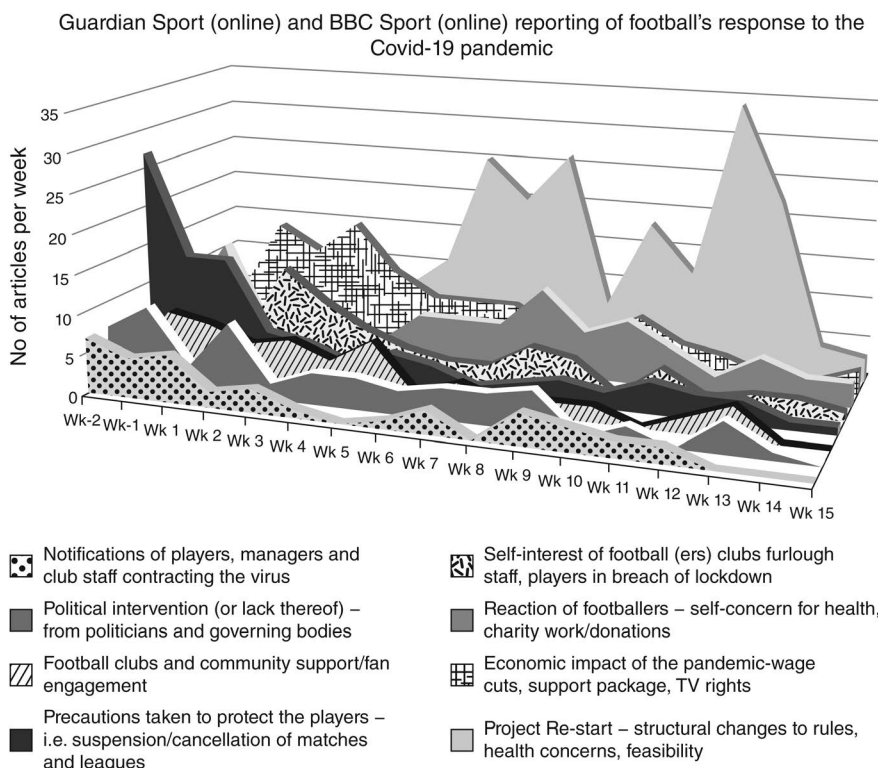 Guardian Sport (online) and BBC Sport (online) reporting of football's response to the
Covid-19 pandemic
No of articles per week
35
30
25
20
15
10
5
0
Wk-2 Wk-1 Wk 1 Wk 2 Wk 3 Wk 4 Wk 5 Wk 6 Wk 7 Wk 8 Wk 9 Wk 10 Wk 11 Wk 12 Wk 13 Wk 14 Wk 15
Notifications of players, managers and
club staff contracting the virus
Political intervention (or lack thereof) –
from politicians and governing bodies
Football clubs and community support/fan
engagement
Precautions taken to protect the players –
i.e. suspension/cancellation of matches
and leagues
Self-interest of football (ers) clubs furlough
staff, players in breach of lockdown
Reaction of footballers – self-concern for health,
charity work/donations
Economic impact of the pandemic-wage
cuts, support package, TV rights
Project Re-start – structural changes to rules,
health concerns, feasibility